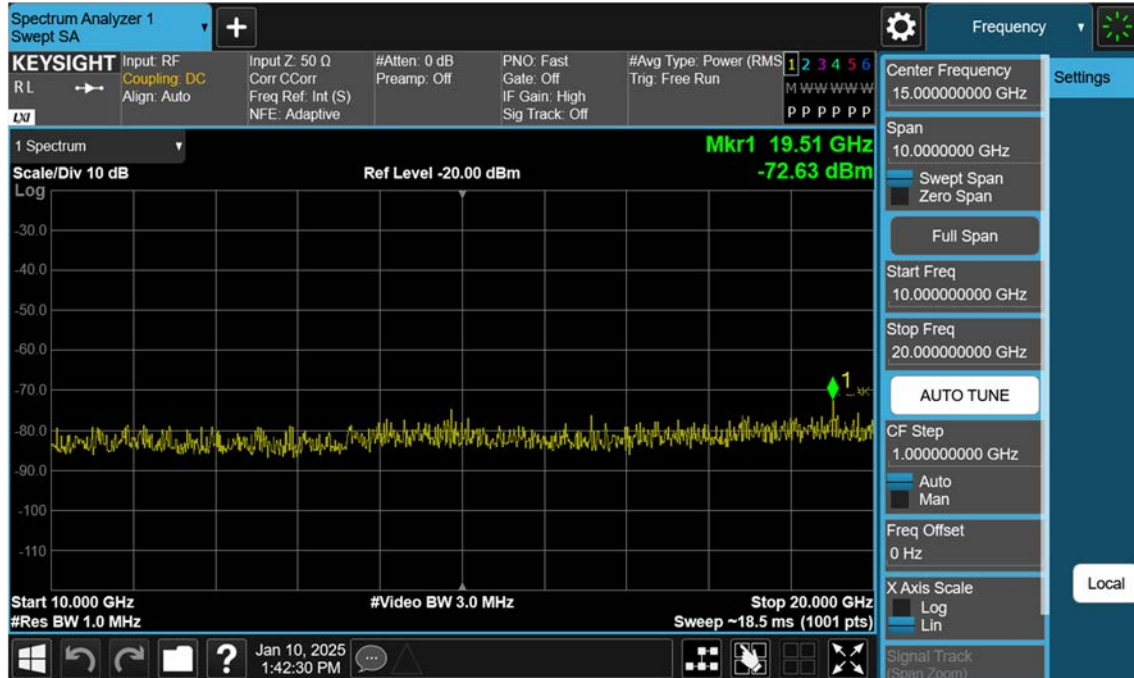 Spectrum Analyzer 1
Swept SA
+
Frequency
KEYSIGHT
RL
LXI
Input: RF
Coupling: DC
Align: Auto
Input Z: 50 Ω
Corr CCorr
Freq Ref: Int (S)
NFE: Adaptive
#Atten: 0 dB
Preamp: Off
PNO: Fast
Gate: Off
IF Gain: High
Sig Track: Off
#Avg Type: Power (RMS
Trig: Free Run
1 2 3 4 5 6
M W W W W W
P P P P P P
1 Spectrum
Mkr1 19.51 GHz
-72.63 dBm
Scale/Div 10 dB
Ref Level -20.00 dBm
Log
-30.0
-40.0
-50.0
-60.0
-70.0
-80.0
-90.0
-100
-110
1
Start 10.000 GHz
#Video BW 3.0 MHz
Stop 20.000 GHz
#Res BW 1.0 MHz
Sweep ~18.5 ms (1001 pts)
?
Jan 10, 2025
1:42:30 PM
Center Frequency
15.000000000 GHz
Span
10.0000000 GHz
Swept Span
Zero Span
Full Span
Start Freq
10.000000000 GHz
Stop Freq
20.000000000 GHz
AUTO TUNE
CF Step
1.000000000 GHz
Auto
Man
Freq Offset
0 Hz
X Axis Scale
Log
Lin
Signal Track
(Span Zoom)
Settings
Local